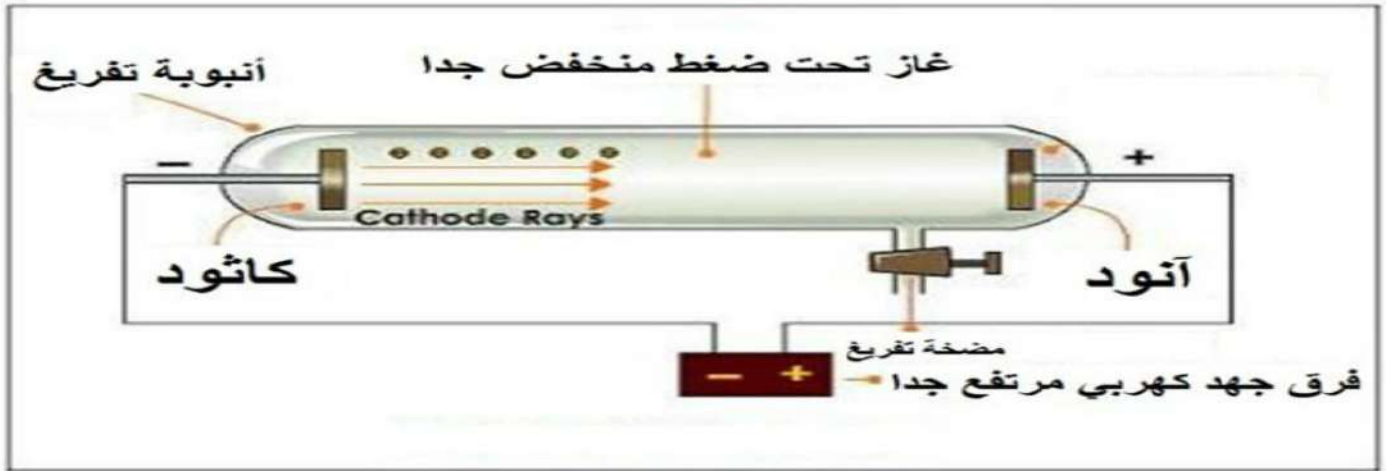 غاز تحت ضغط منخفض جدا
أنبوبة تفريغ
−
+
Cathode Rays
كاثود
آنود
مضخة تفريغ
− +
فرق جهد كهربي مرتفع جدا